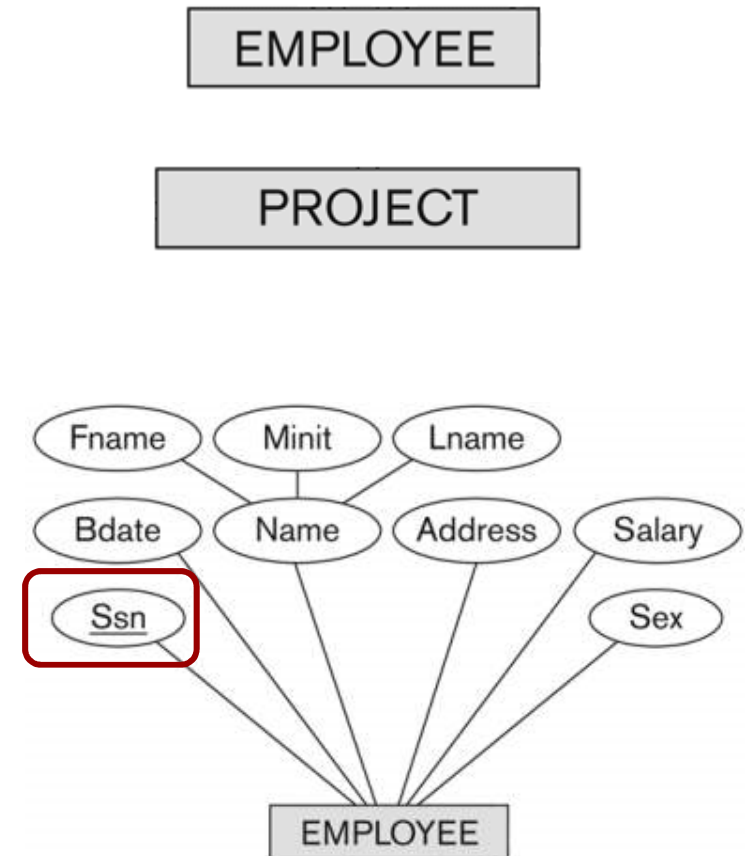 EMPLOYEE
PROJECT
Fname Minit Lname
Bdate Name Address Salary
Ssn Sex
EMPLOYEE